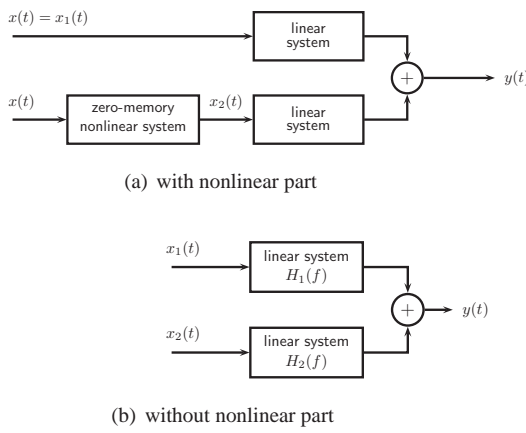 x(t) = x₁(t)
linear
system
+
y(t)
x(t)
zero-memory
nonlinear system
x₂(t)
linear
system
(a) with nonlinear part
x₁(t)
linear system
H₁(f)
+
y(t)
x₂(t)
linear system
H₂(f)
(b) without nonlinear part